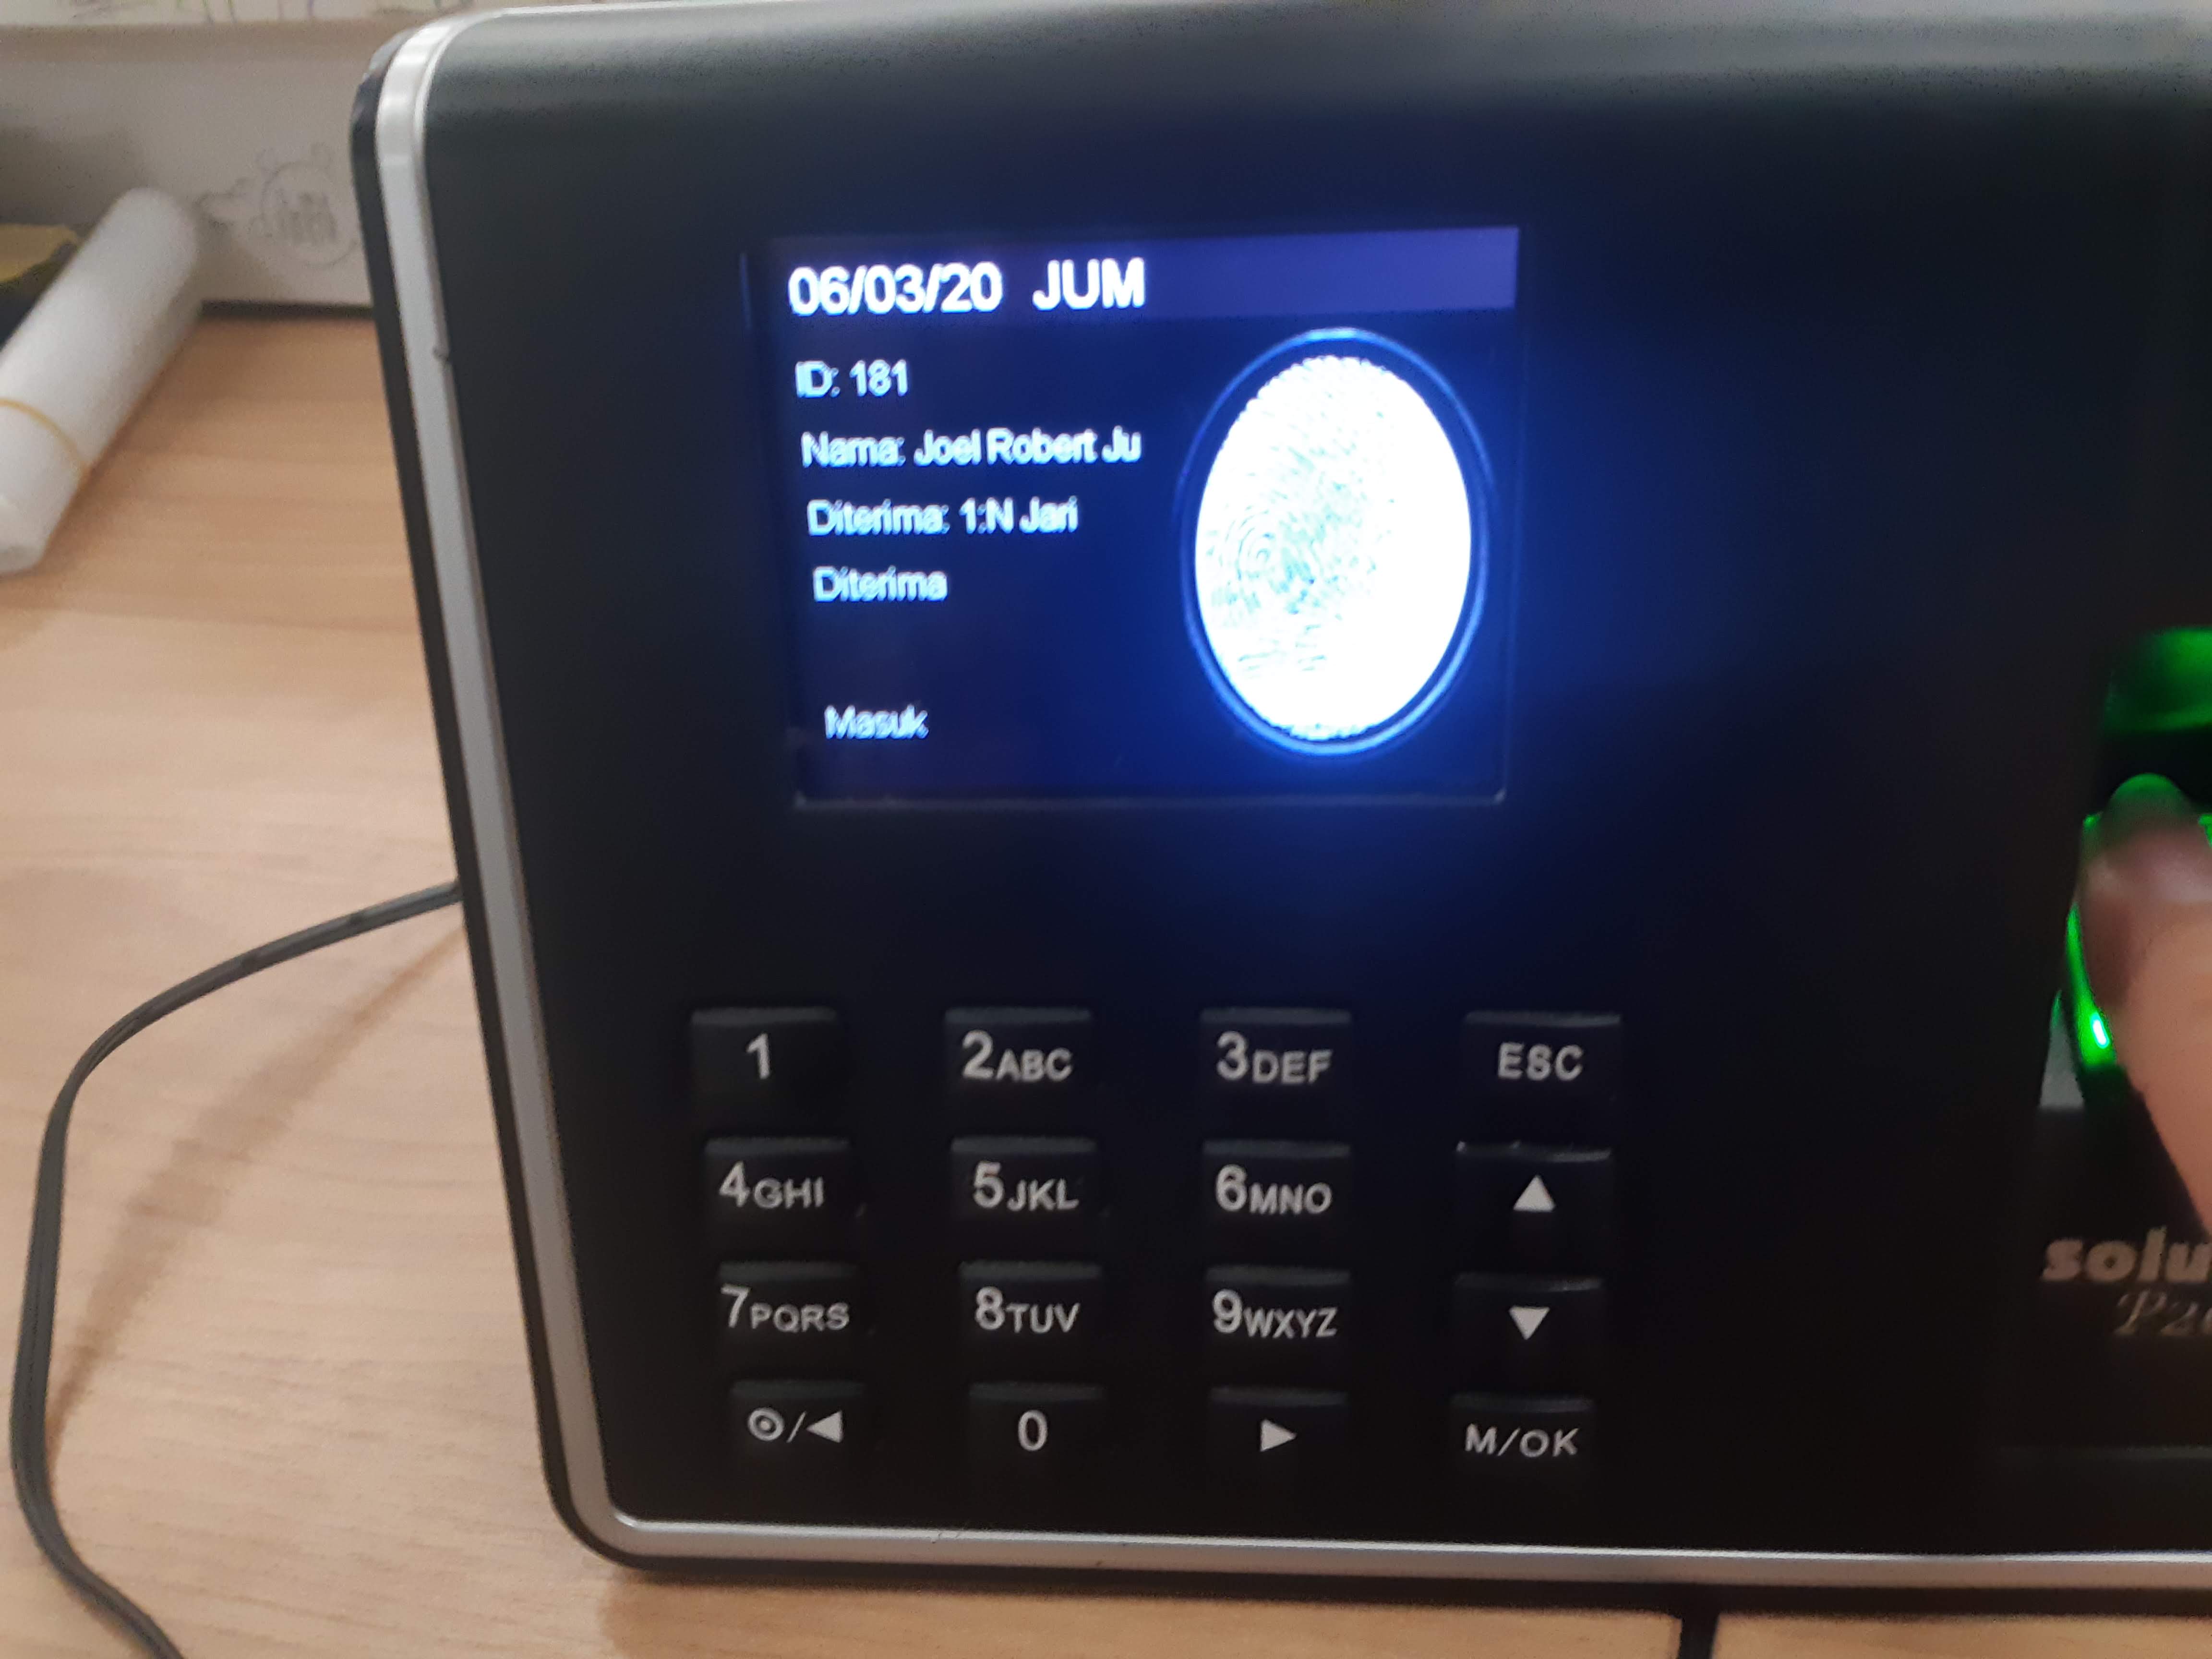 06/03/20 JUM
ID: 181
Nama: Joel Robert Ju
Diterima: 1:N Jari
Diterima
Masuk
1 2ABC 3DEF ESC
4GHI 5JKL 6MNO ▲
7PQRS 8TUV 9WXYZ ▼
◎/◀ 0 ▶ M/OK
solu
P2